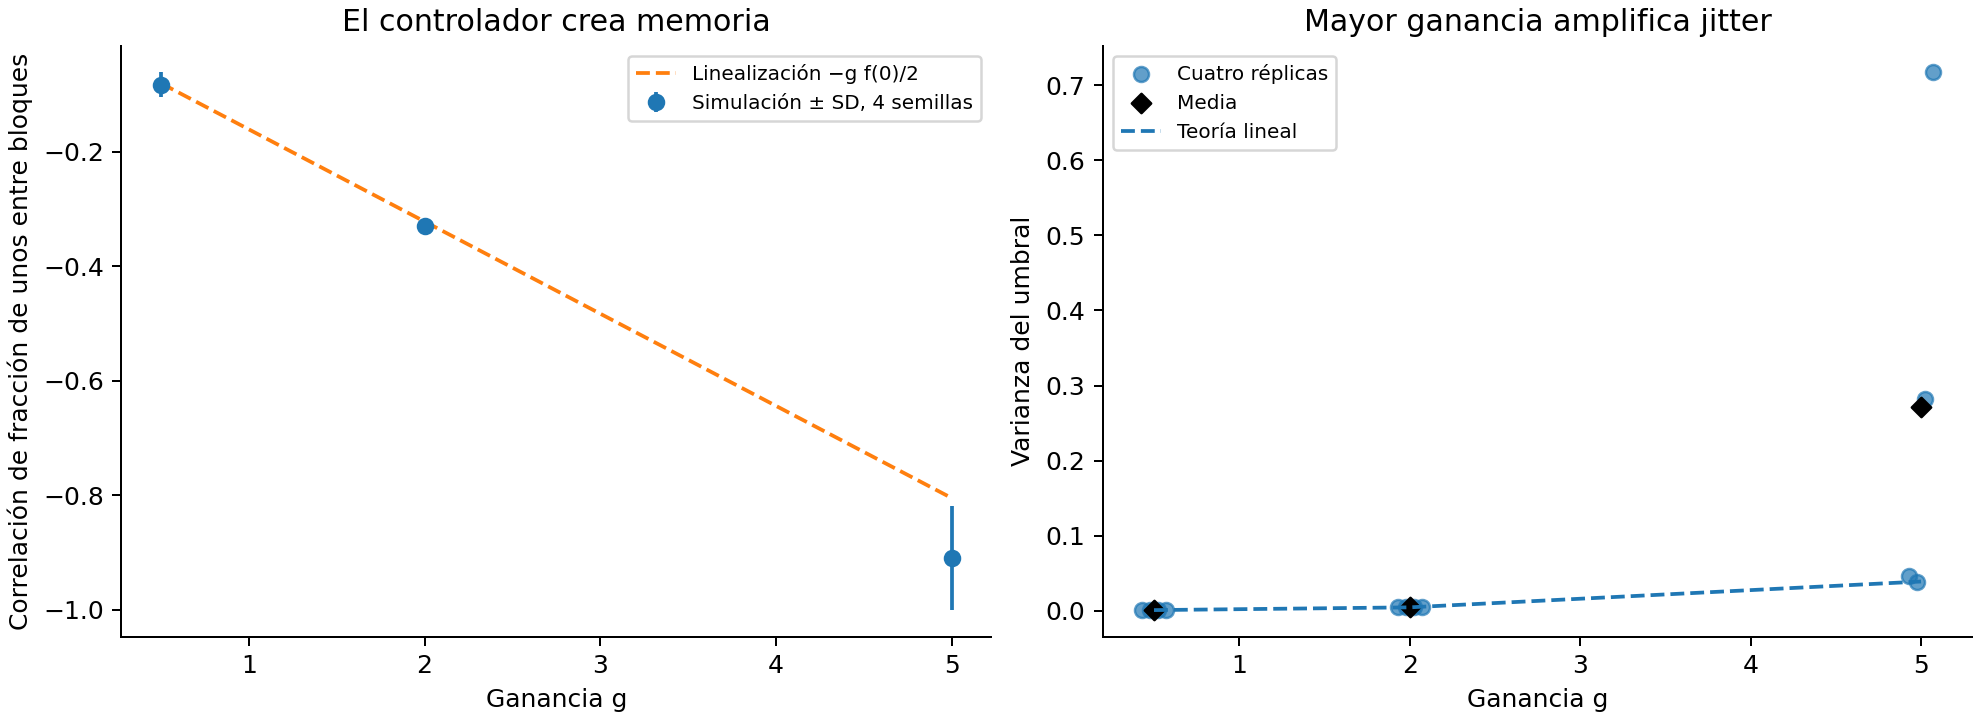 El controlador crea memoria
Linealización −g f(0)/2
Simulación ± SD, 4 semillas
Correlación de fracción de unos entre bloques
−0.2
−0.4
−0.6
−0.8
−1.0
1
2
3
4
5
Ganancia g
Mayor ganancia amplifica jitter
Cuatro réplicas
Media
Teoría lineal
Varianza del umbral
0.7
0.6
0.5
0.4
0.3
0.2
0.1
0.0
1
2
3
4
5
Ganancia g